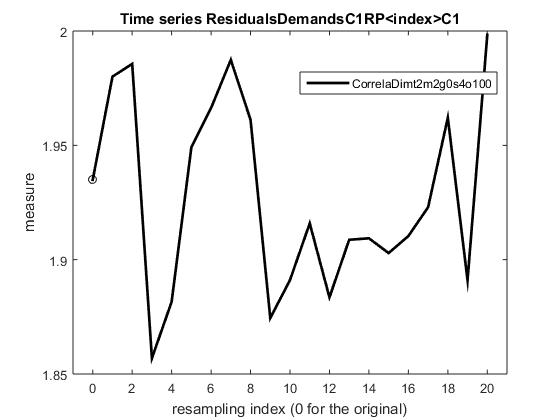 Time series ResidualsDemandsC1RP<index>C1
2
CorrelaDimt2m2g0s4o100
1.95
measure
1.9
1.85
0 2 4 6 8 10 12 14 16 18 20
resampling index (0 for the original)